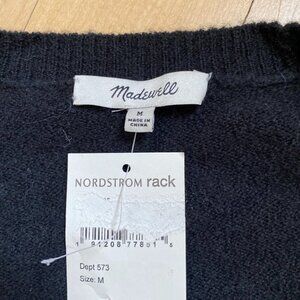 Madewell
M
MADE IN
CHINA
NORDSTROM rack
Dept 573
Size: M